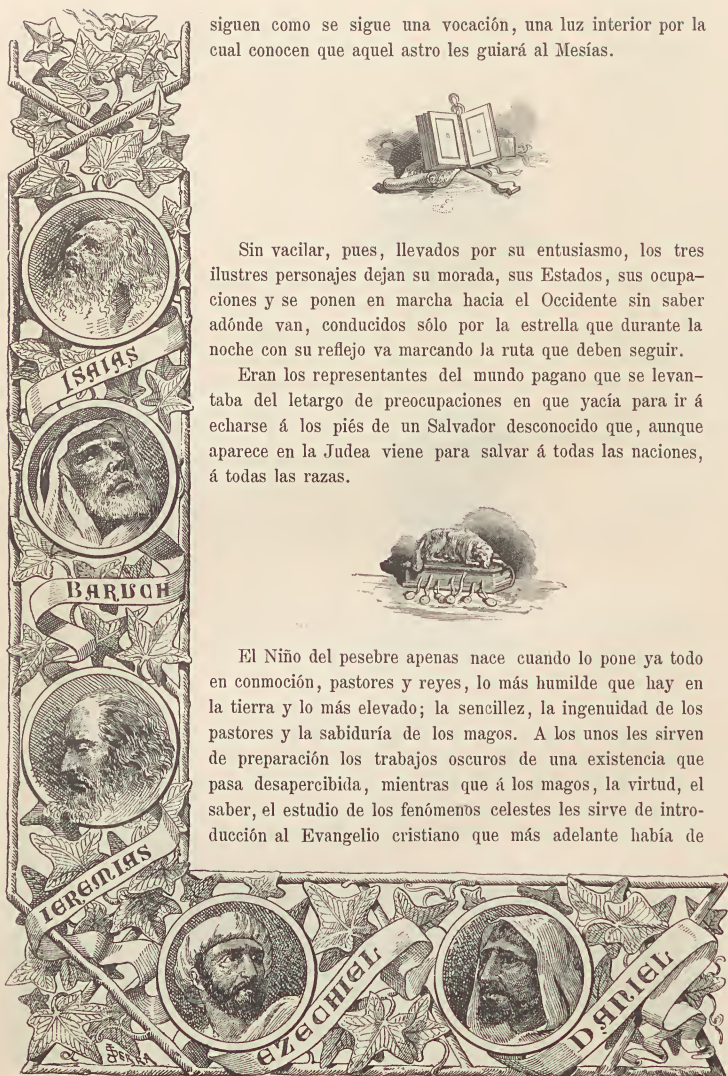 siguen como se sigue una vocación, una luz interior por la
cual conocen que aquel astro les guiará al Mesías.
Sin vacilar, pues, llevados por su entusiasmo, los tres
ilustres personajes dejan su morada, sus Estados, sus ocupa-
ciones y se ponen en marcha hacia el Occidente sin saber
adónde van, conducidos sólo por la estrella que durante la
noche con su reflejo va marcando la ruta que deben seguir.
Eran los representantes del mundo pagano que se levan-
taba del letargo de preocupaciones en que yacía para ir á
echarse á los piés de un Salvador desconocido que, aunque
aparece en la Judea viene para salvar á todas las naciones,
á todas las razas.
El Niño del pesebre apenas nace cuando lo pone ya todo
en conmoción, pastores y reyes, lo más humilde que hay en
la tierra y lo más elevado; la sencillez, la ingenuidad de los
pastores y la sabiduría de los magos. A los unos les sirven
de preparación los trabajos oscuros de una existencia que
pasa desapercibida, mientras que á los magos, la virtud, el
saber, el estudio de los fenómenos celestes les sirve de intro-
ducción al Evangelio cristiano que más adelante había de
ISAIAS
BARUCH
IEREMIAS
EZECHIEL
DANIEL